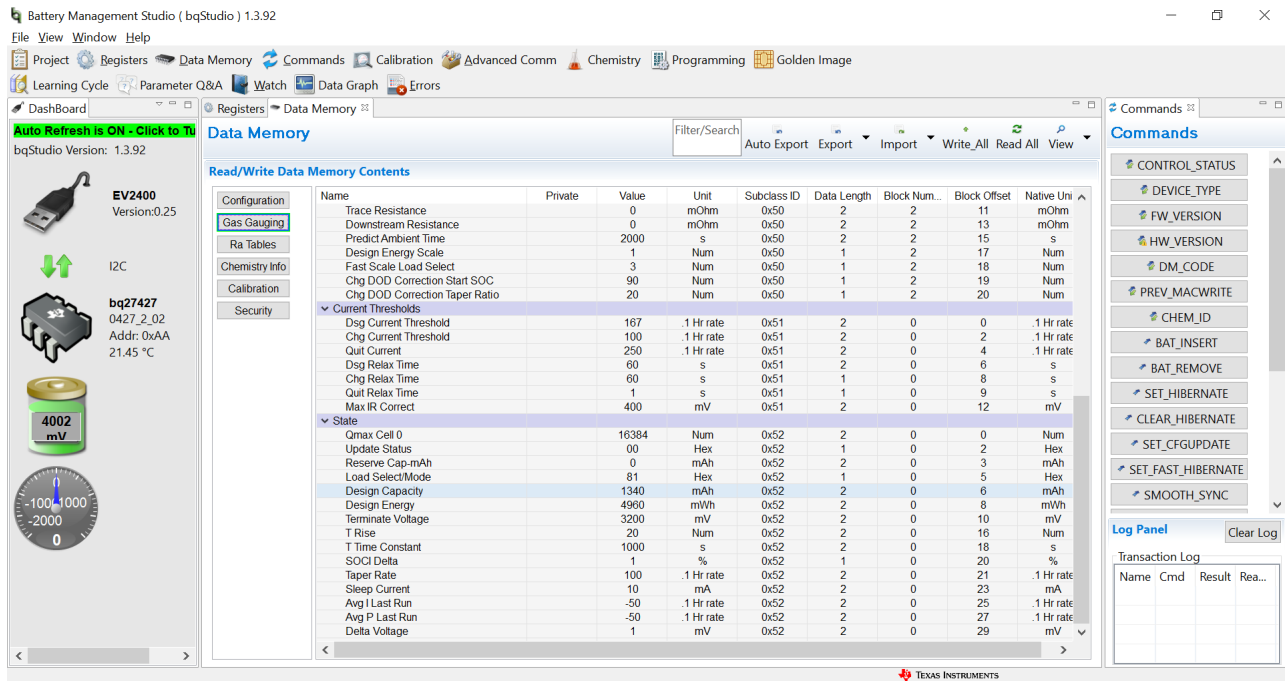 Battery Management Studio ( bqStudio ) 1.3.92
File View Window Help
Project Registers Data Memory Commands Calibration Advanced Comm Chemistry Programming Golden Image
Learning Cycle Parameter Q&A Watch Data Graph Errors
DashBoard
Auto Refresh is ON - Click to Tu
bqStudio Version: 1.3.92
EV2400
Version:0.25
I2C
bq27427
0427_2_02
Addr: 0xAA
21.45 °C
4002
mV
-100 1000
-2000
0
Registers Data Memory
Data Memory
Filter/Search Auto Export Export Import Write_All Read All View
Read/Write Data Memory Contents
Configuration
Gas Gauging
Ra Tables
Chemistry Info
Calibration
Security
Name Private Value Unit Subclass ID Data Length Block Num... Block Offset Native Uni
Trace Resistance 0 mOhm 0x50 2 2 11 mOhm
Downstream Resistance 0 mOhm 0x50 2 2 13 mOhm
Predict Ambient Time 2000 s 0x50 2 2 15 s
Design Energy Scale 1 Num 0x50 1 2 17 Num
Fast Scale Load Select 3 Num 0x50 1 2 18 Num
Chg DOD Correction Start SOC 90 Num 0x50 1 2 19 Num
Chg DOD Correction Taper Ratio 20 Num 0x50 1 2 20 Num
Current Thresholds
Dsg Current Threshold 167 .1 Hr rate 0x51 2 0 0 .1 Hr rate
Chg Current Threshold 100 .1 Hr rate 0x51 2 0 2 .1 Hr rate
Quit Current 250 .1 Hr rate 0x51 2 0 4 .1 Hr rate
Dsg Relax Time 60 s 0x51 2 0 6 s
Chg Relax Time 60 s 0x51 1 0 8 s
Quit Relax Time 1 s 0x51 1 0 9 s
Max IR Correct 400 mV 0x51 2 0 12 mV
State
Qmax Cell 0 16384 Num 0x52 2 0 0 Num
Update Status 00 Hex 0x52 1 0 2 Hex
Reserve Cap-mAh 0 mAh 0x52 2 0 3 mAh
Load Select/Mode 81 Hex 0x52 1 0 5 Hex
Design Capacity 1340 mAh 0x52 2 0 6 mAh
Design Energy 4960 mWh 0x52 2 0 8 mWh
Terminate Voltage 3200 mV 0x52 2 0 10 mV
T Rise 20 Num 0x52 2 0 16 Num
T Time Constant 1000 s 0x52 2 0 18 s
SOCI Delta 1 % 0x52 1 0 20 %
Taper Rate 100 .1 Hr rate 0x52 2 0 21 .1 Hr rate
Sleep Current 10 mA 0x52 2 0 23 mA
Avg I Last Run -50 .1 Hr rate 0x52 2 0 25 .1 Hr rate
Avg P Last Run -50 .1 Hr rate 0x52 2 0 27 .1 Hr rate
Delta Voltage 1 mV 0x52 2 0 29 mV
Commands
Commands
CONTROL_STATUS
DEVICE_TYPE
FW_VERSION
HW_VERSION
DM_CODE
PREV_MACWRITE
CHEM_ID
BAT_INSERT
BAT_REMOVE
SET_HIBERNATE
CLEAR_HIBERNATE
SET_CFGUPDATE
SET_FAST_HIBERNATE
SMOOTH_SYNC
Log Panel Clear Log
Transaction Log
Name Cmd Result Rea...
TEXAS INSTRUMENTS